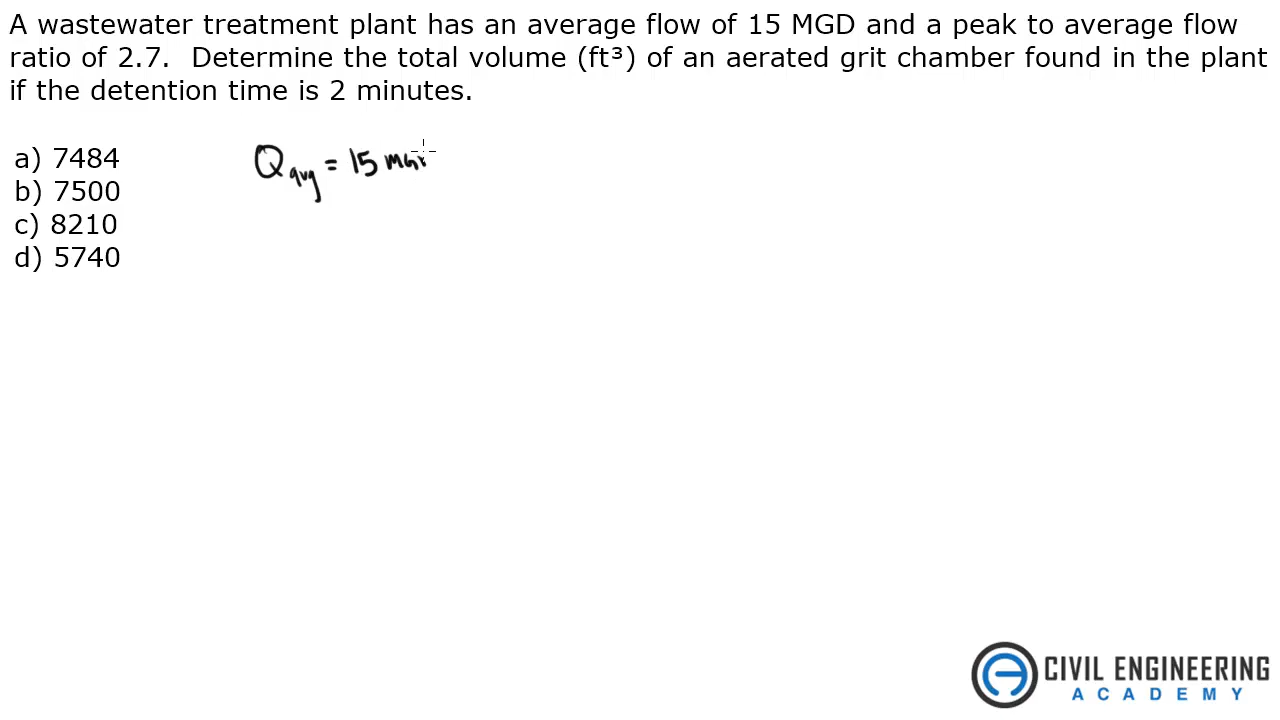 A wastewater treatment plant has an average flow of 15 MGD and a peak to average flow
ratio of 2.7. Determine the total volume (ft³) of an aerated grit chamber found in the plant
if the detention time is 2 minutes.
a) 7484
b) 7500
c) 8210
d) 5740
Qavg = 15
CIVIL ENGINEERING
ACADEMY